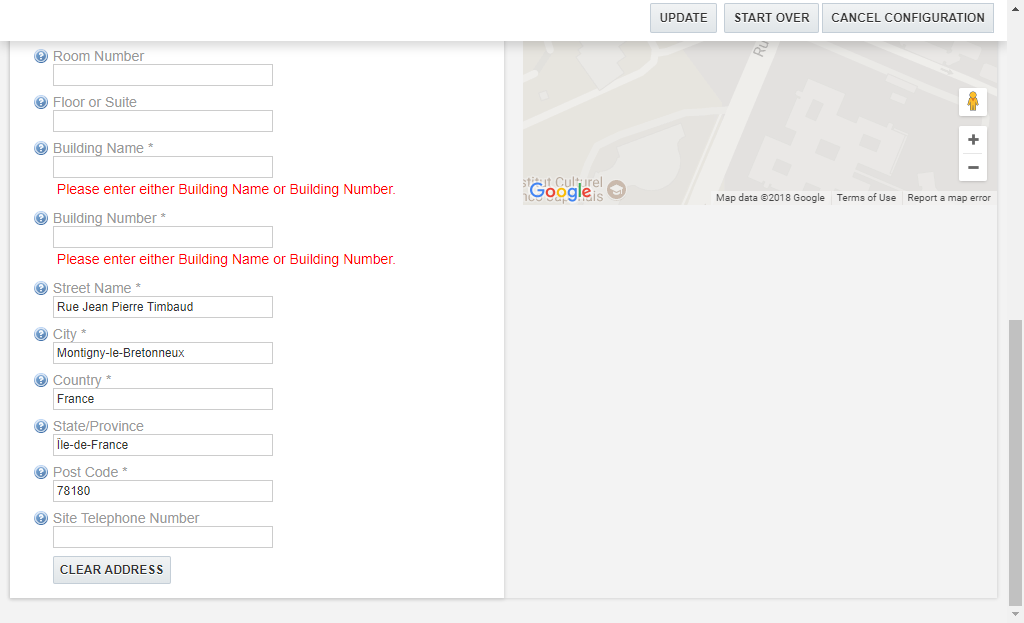 UPDATE
START OVER
CANCEL CONFIGURATION
Room Number
Floor or Suite
Building Name *
Please enter either Building Name or Building Number.
Building Number *
Please enter either Building Name or Building Number.
Street Name *
Rue Jean Pierre Timbaud
City *
Montigny-le-Bretonneux
Country *
France
State/Province
Île-de-France
Post Code *
78180
Site Telephone Number
CLEAR ADDRESS
Ru
stitut Culturel
Google
Map data ©2018 Google
Terms of Use
Report a map error